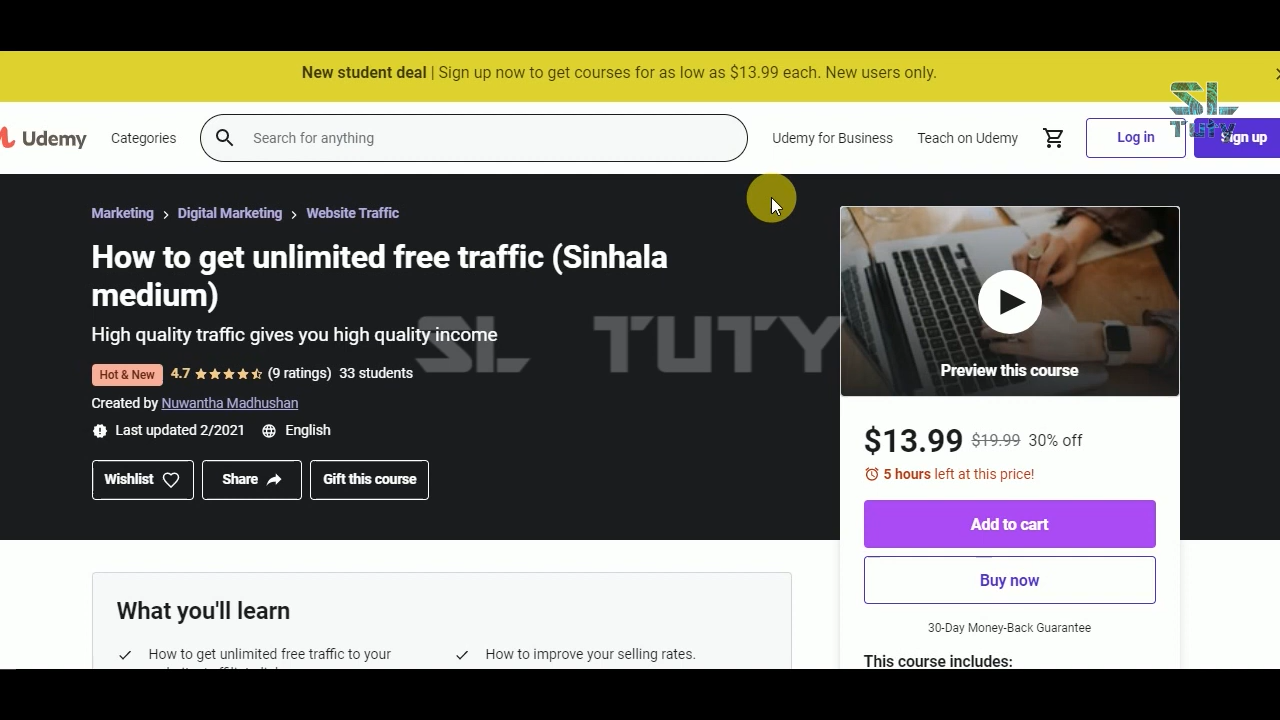 New student deal | Sign up now to get courses for as low as $13.99 each. New users only.
SL
Tuty
Udemy
Categories
Search for anything
Udemy for Business
Teach on Udemy
Log in
Sign up
Marketing > Digital Marketing > Website Traffic
How to get unlimited free traffic (Sinhala
medium)
High quality traffic gives you high quality income
SL TUTY
Hot & New 4.7 (9 ratings) 33 students
Created by Nuwantha Madhushan
Last updated 2/2021 English
Wishlist
Share
Gift this course
Preview this course
$13.99 $19.99 30% off
5 hours left at this price!
Add to cart
Buy now
30-Day Money-Back Guarantee
This course includes:
What you'll learn
How to get unlimited free traffic to your
How to improve your selling rates.